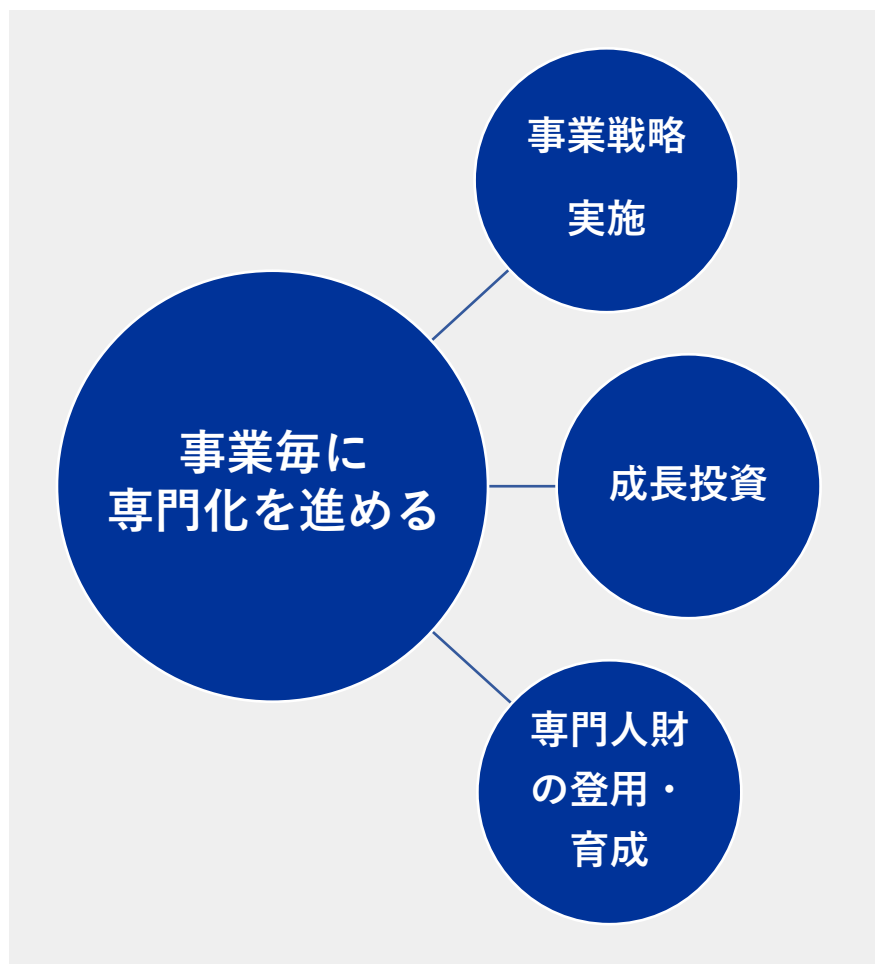 事業戦略
実施
事業毎に
専門化を進める
成長投資
専門人財
の登用・
育成